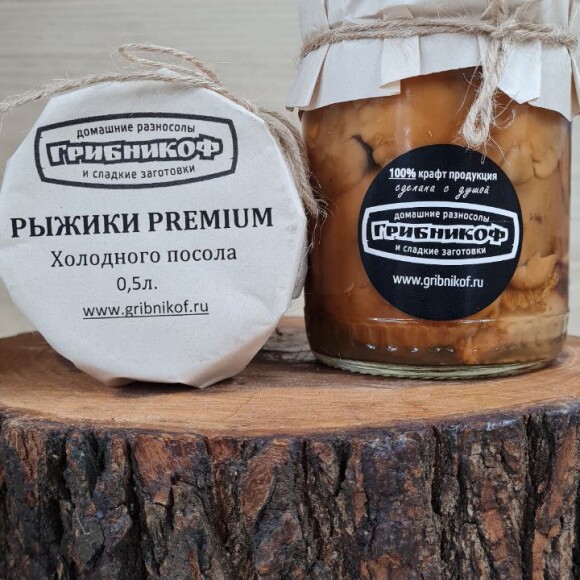 домашние разносолы
ГРИБНИКОФ
и сладкие заготовки
РЫЖИКИ PREMIUM
Холодного посола
0,5л.
www.gribnikof.ru
100% крафт продукция
сделана с душой
домашние разносолы
ГРИБНИКОФ
и сладкие заготовки
www.gribnikof.ru